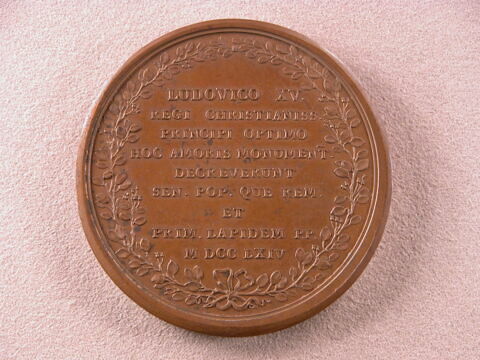 LUDOVICO XV.
REGI CHRISTIANISS.
PRINCIPI OPTIMO
HOC AMORIS MONUMENT.
DECREVERUNT
SEN. POP. QUE REM.
ET
PRIM. LAPIDEM PP.
M DCC LXIV